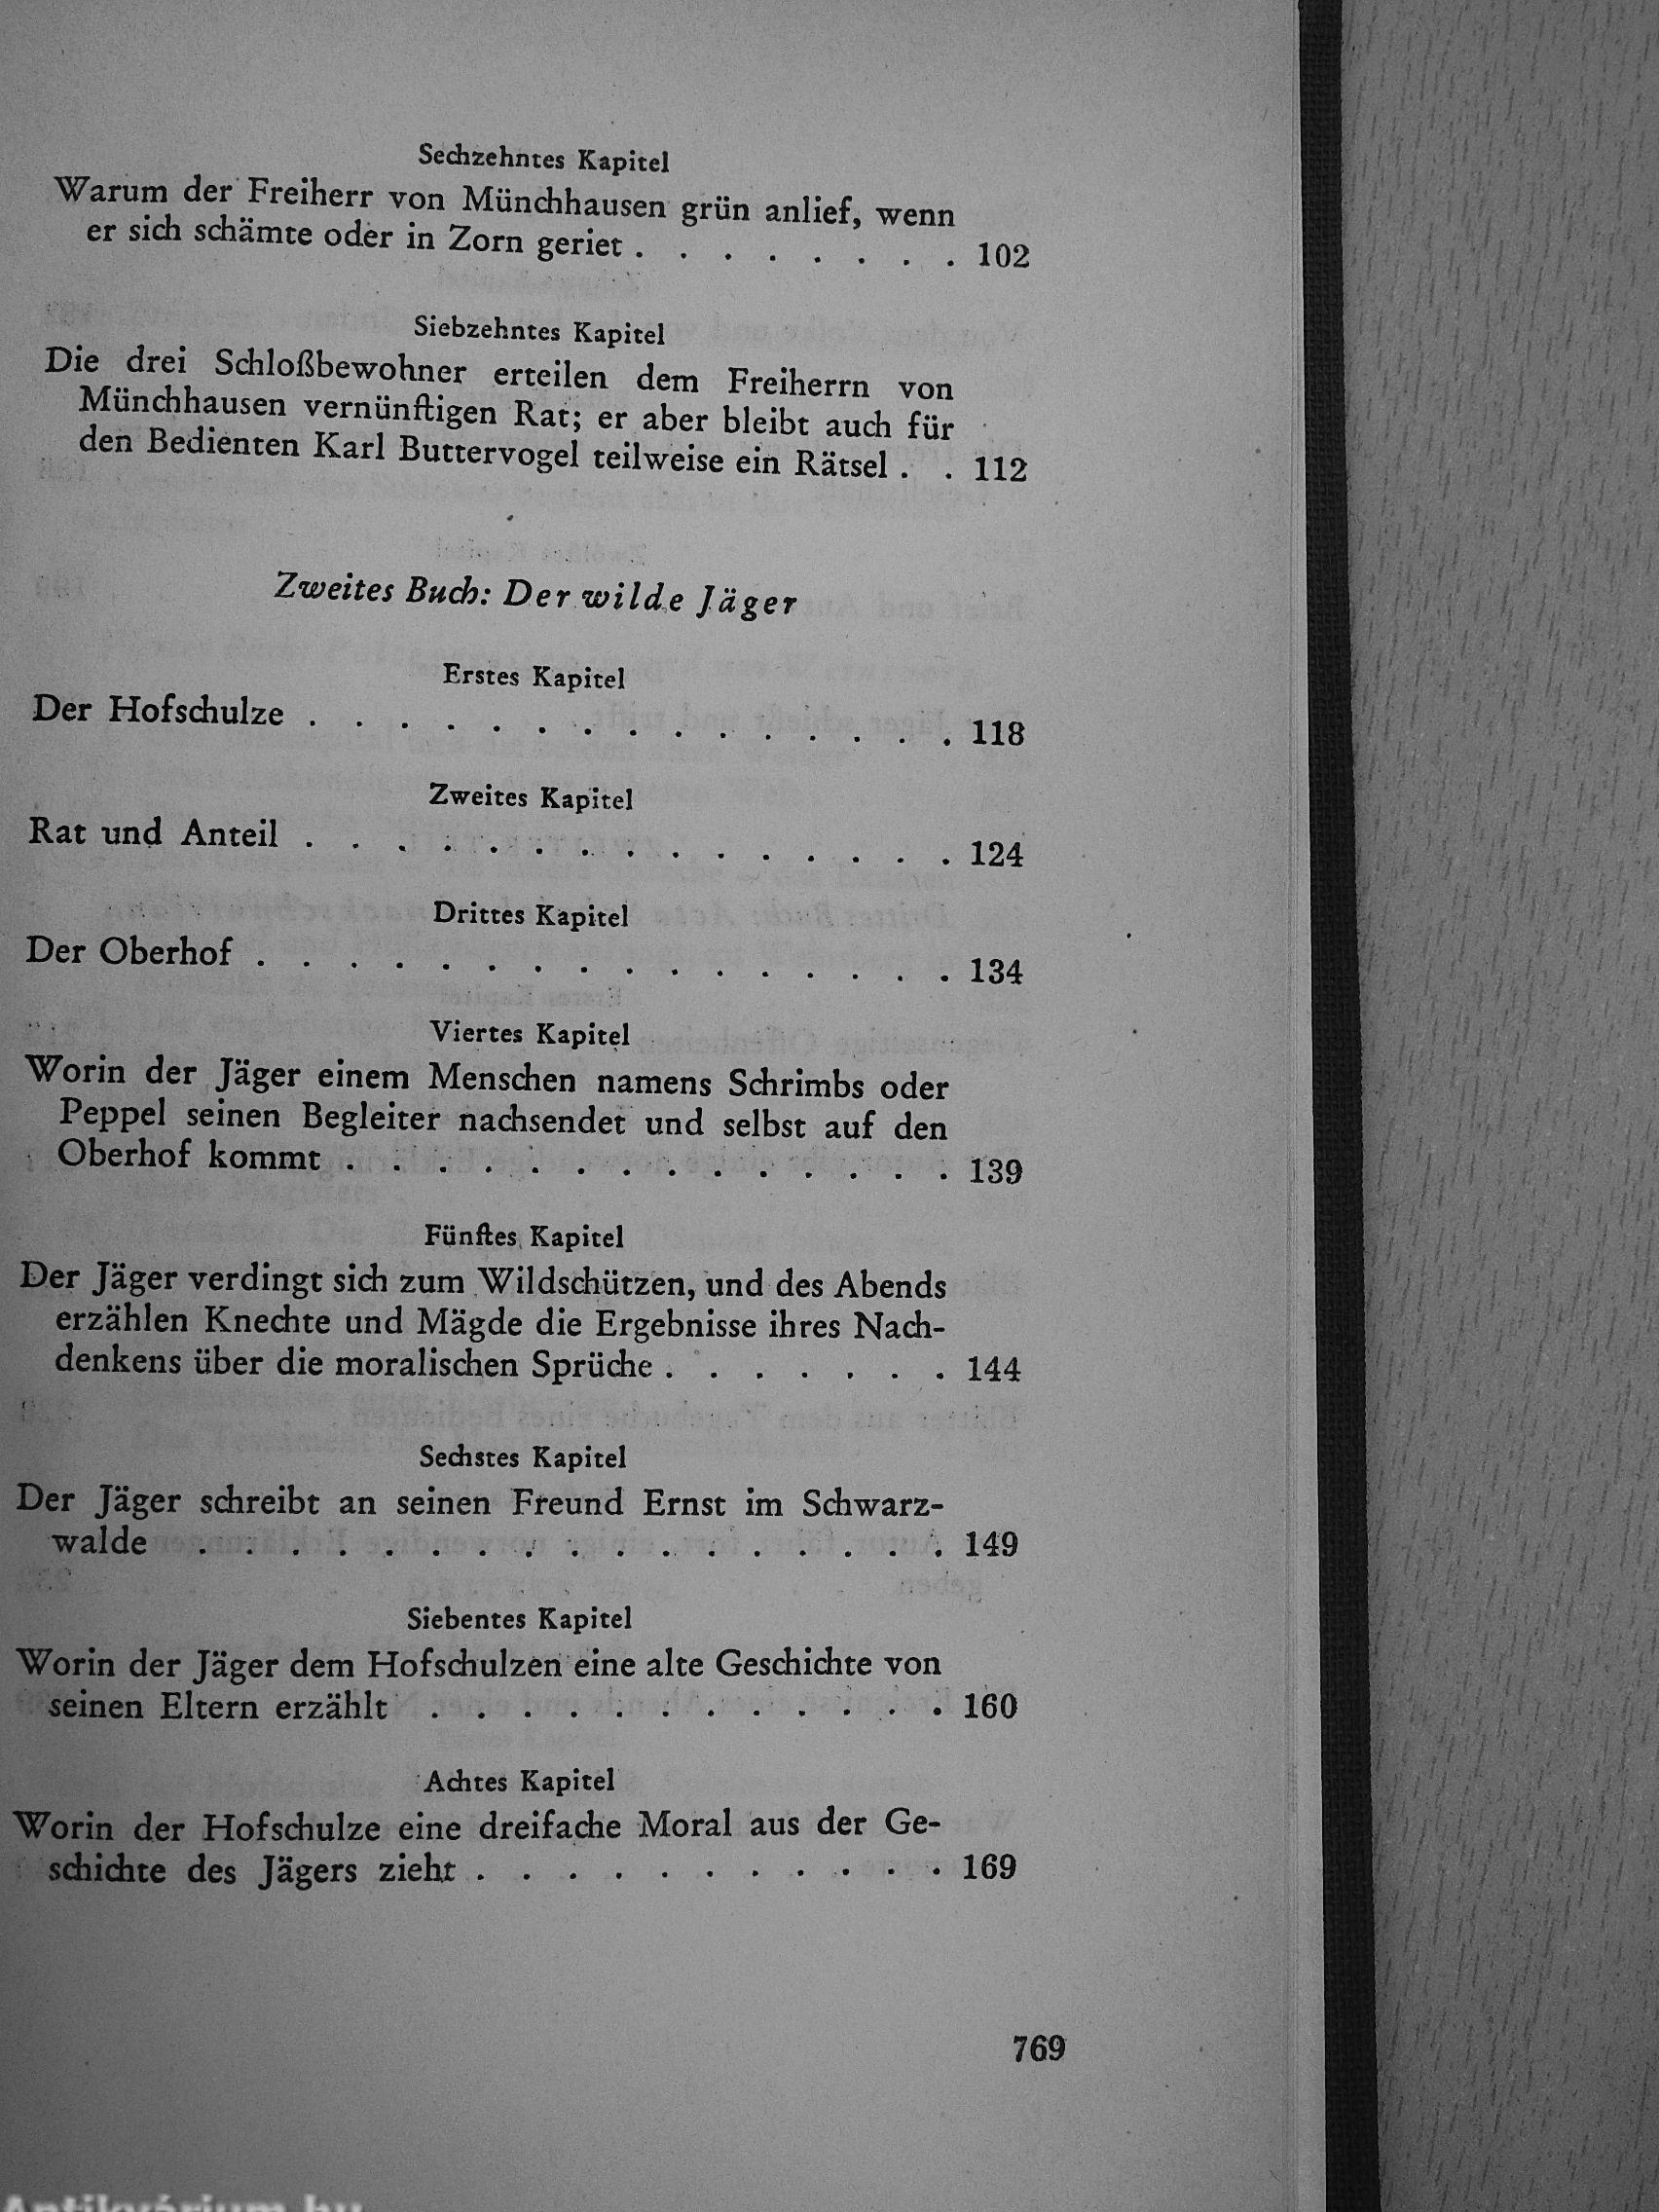 Sechzehntes Kapitel
Warum der Freiherr von Münchhausen grün anlief, wenn
er sich schämte oder in Zorn geriet . . . . . . . . 102
Siebzehntes Kapitel
Die drei Schloßbewohner erteilen dem Freiherrn von
Münchhausen vernünftigen Rat; er aber bleibt auch für
den Bedienten Karl Buttervogel teilweise ein Rätsel . . 112
Zweites Buch: Der wilde Jäger
Erstes Kapitel
Der Hofschulze . . . . . . . . . . . . . . . 118
Zweites Kapitel
Rat und Anteil . . . . . . . . . . . . . . . 124
Drittes Kapitel
Der Oberhof . . . . . . . . . . . . . . . . 134
Viertes Kapitel
Worin der Jäger einem Menschen namens Schrimbs oder
Peppel seinen Begleiter nachsendet und selbst auf den
Oberhof kommt . . . . . . . . . . . . . . 139
Fünftes Kapitel
Der Jäger verdingt sich zum Wildschützen, und des Abends
erzählen Knechte und Mägde die Ergebnisse ihres Nach-
denkens über die moralischen Sprüche . . . . . . . 144
Sechstes Kapitel
Der Jäger schreibt an seinen Freund Ernst im Schwarz-
walde . . . . . . . . . . . . . . . . . 149
Siebentes Kapitel
Worin der Jäger dem Hofschulzen eine alte Geschichte von
seinen Eltern erzählt . . . . . . . . . . . . 160
Achtes Kapitel
Worin der Hofschulze eine dreifache Moral aus der Ge-
schichte des Jägers zieht . . . . . . . . . . . 169
769
Antikvárium.hu